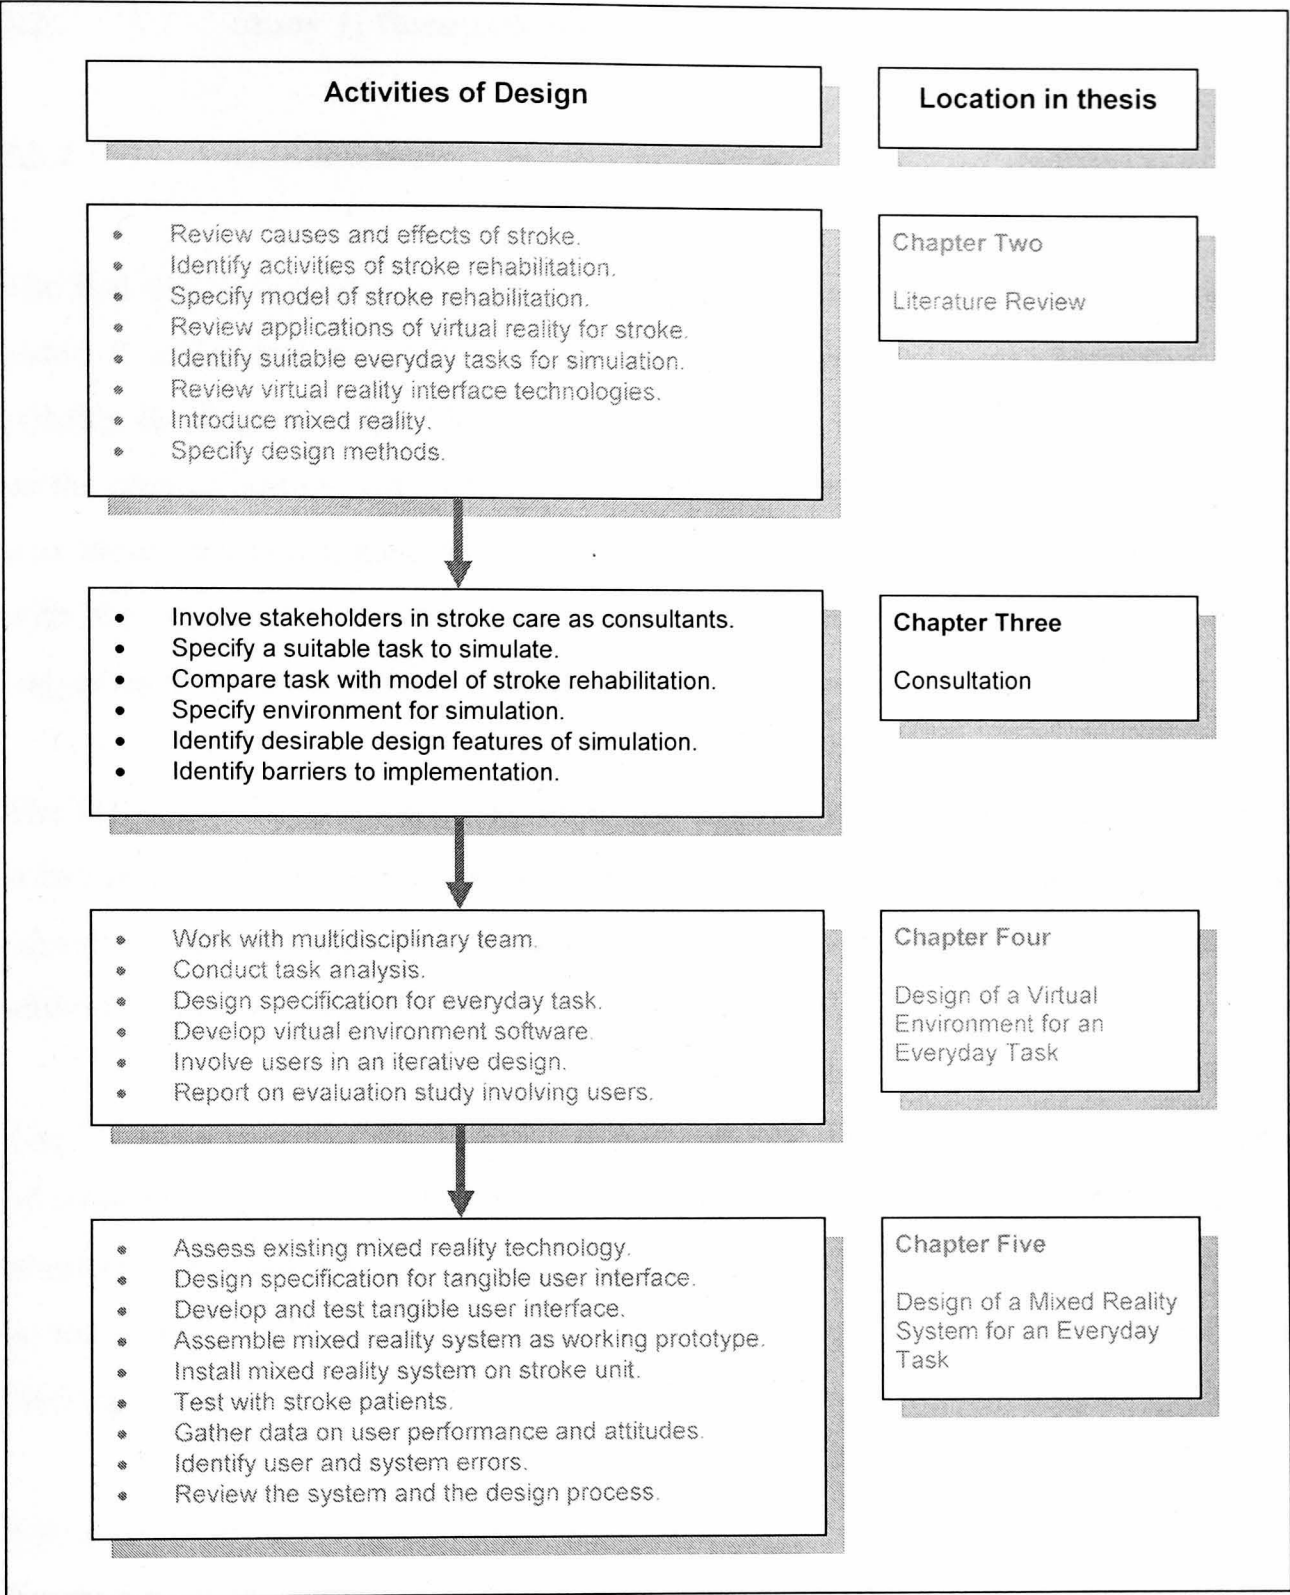 Activities of Design
Location in thesis
• Review causes and effects of stroke.
• Identify activities of stroke rehabilitation.
• Specify model of stroke rehabilitation.
• Review applications of virtual reality for stroke.
• Identify suitable everyday tasks for simulation.
• Review virtual reality interface technologies.
• Introduce mixed reality.
• Specify design methods.
Chapter Two
Literature Review
• Involve stakeholders in stroke care as consultants.
• Specify a suitable task to simulate.
• Compare task with model of stroke rehabilitation.
• Specify environment for simulation.
• Identify desirable design features of simulation.
• Identify barriers to implementation.
Chapter Three
Consultation
• Work with multidisciplinary team.
• Conduct task analysis.
• Design specification for everyday task.
• Develop virtual environment software.
• Involve users in an iterative design.
• Report on evaluation study involving users.
Chapter Four
Design of a Virtual
Environment for an
Everyday Task
• Assess existing mixed reality technology.
• Design specification for tangible user interface.
• Develop and test tangible user interface.
• Assemble mixed reality system as working prototype.
• Install mixed reality system on stroke unit.
• Test with stroke patients.
• Gather data on user performance and attitudes.
• Identify user and system errors.
• Review the system and the design process.
Chapter Five
Design of a Mixed Reality
System for an Everyday
Task